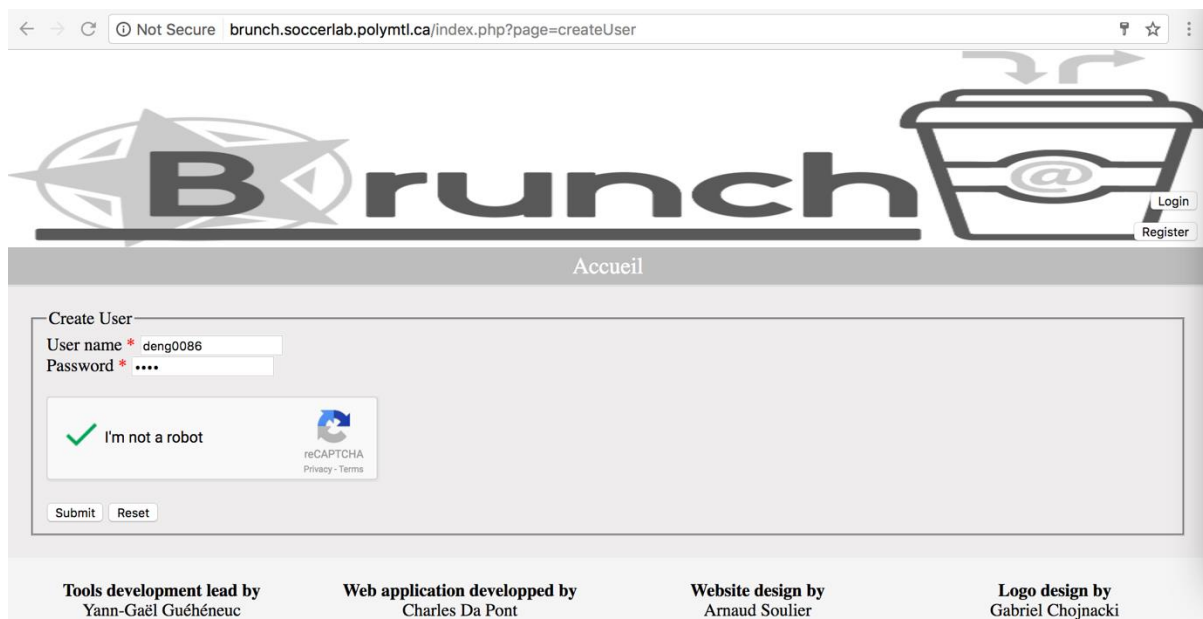 Not Secure brunch.soccerlab.polymtl.ca/index.php?page=createUser
Brunch
@
Login
Register
Accueil
Create User
User name * deng0086
Password * ••••
I'm not a robot
reCAPTCHA
Privacy - Terms
Submit Reset
Tools development lead by
Yann-Gaël Guéhéneuc
Web application developped by
Charles Da Pont
Website design by
Arnaud Soulier
Logo design by
Gabriel Chojnacki